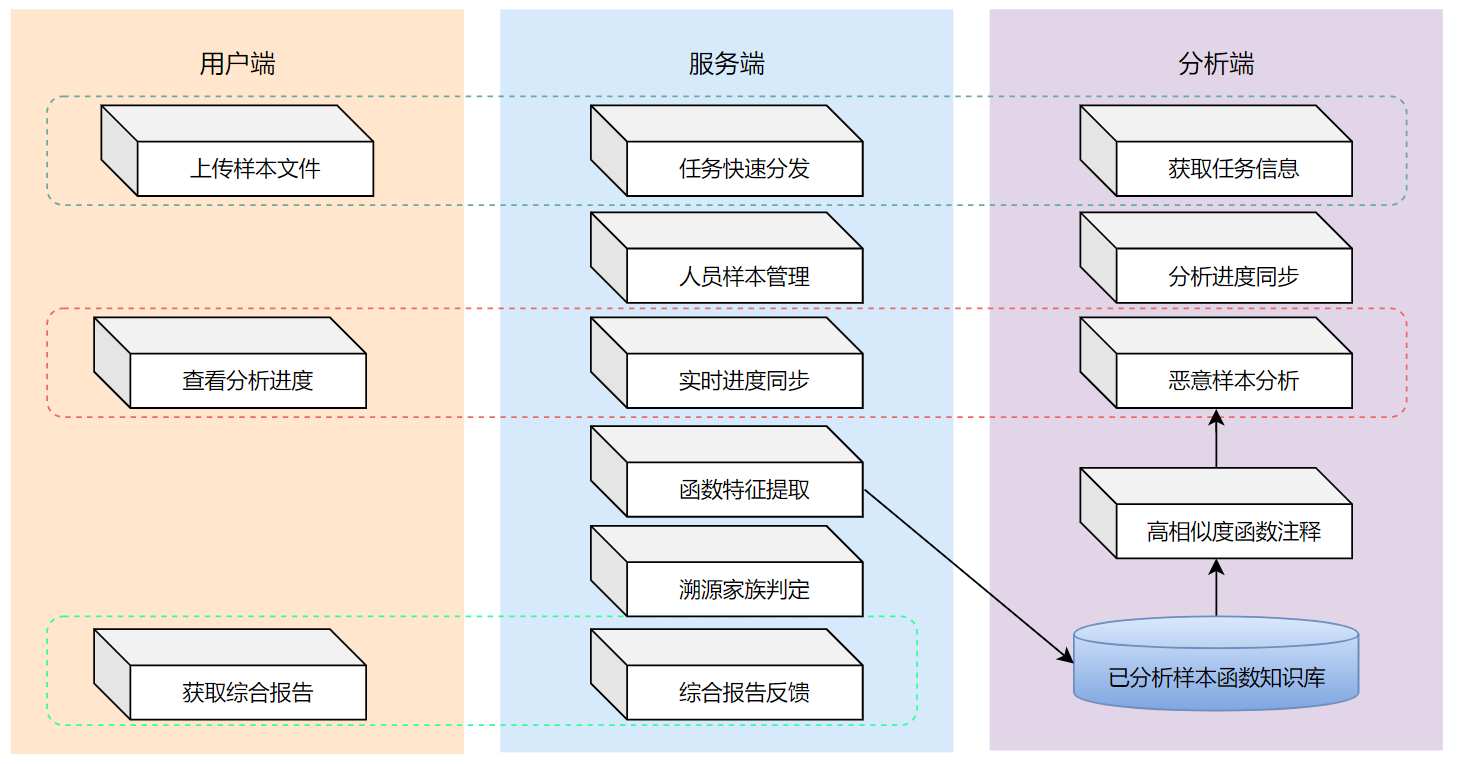 用户端
服务端
分析端
上传样本文件
任务快速分发
获取任务信息
人员样本管理
分析进度同步
查看分析进度
实时进度同步
恶意样本分析
函数特征提取
高相似度函数注释
溯源家族判定
已分析样本函数知识库
获取综合报告
综合报告反馈